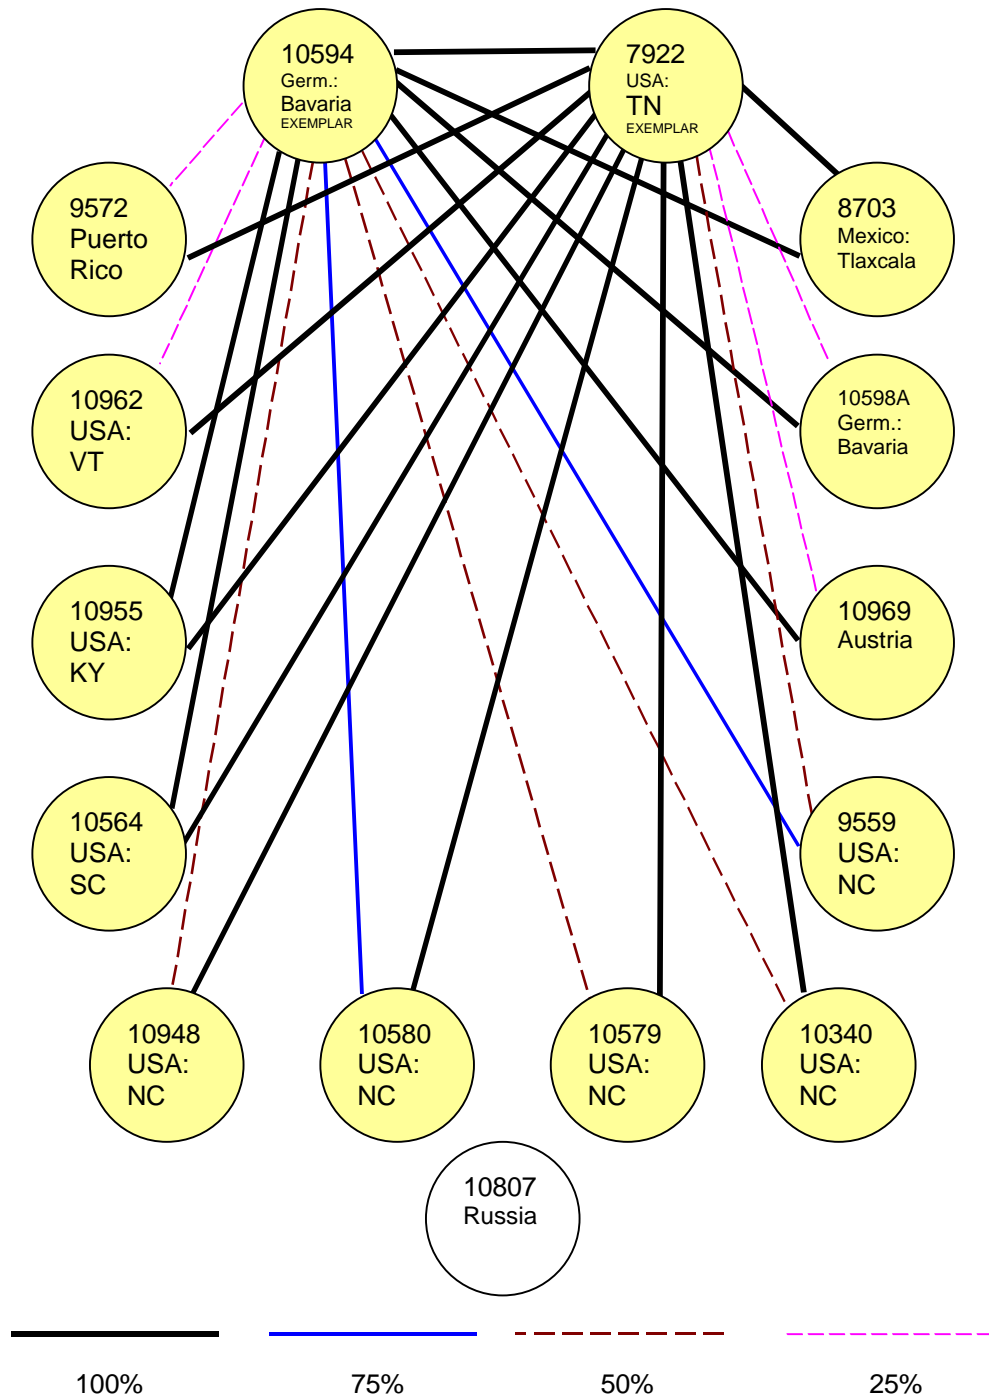 10594
Germ.:
Bavaria
EXEMPLAR
7922
USA:
TN
EXEMPLAR
9572
Puerto
Rico
8703
Mexico:
Tlaxcala
10962
USA:
VT
10598A
Germ.:
Bavaria
10955
USA:
KY
10969
Austria
10564
USA:
SC
9559
USA:
NC
10948
USA:
NC
10580
USA:
NC
10579
USA:
NC
10340
USA:
NC
10807
Russia
100% 75% 50% 25%